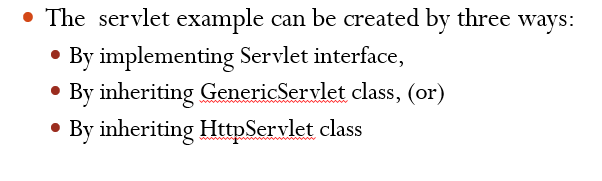 • The  servlet example can be created by three ways:
• By implementing Servlet interface,
• By inheriting GenericServlet class, (or)
• By inheriting HttpServlet class